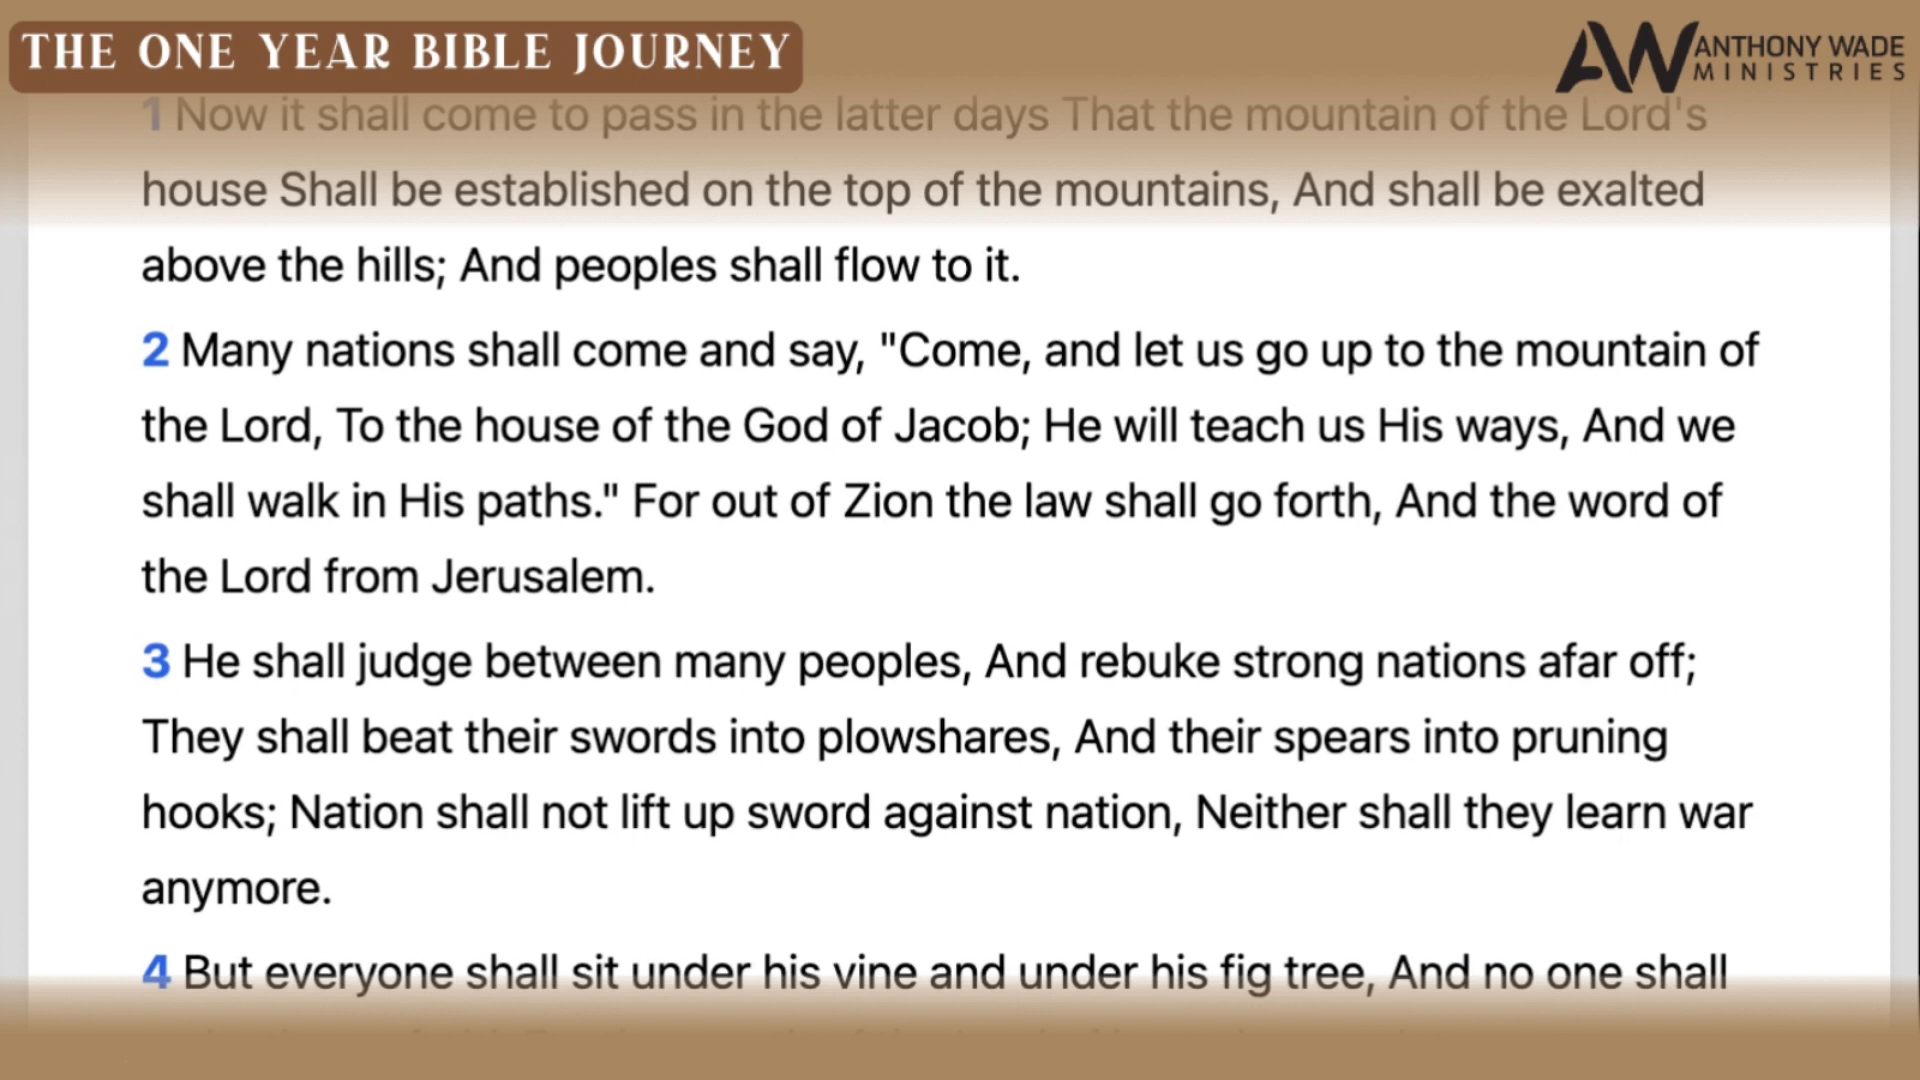 THE ONE YEAR BIBLE JOURNEY
AW ANTHONY WADE
MINISTRIES
1 Now it shall come to pass in the latter days That the mountain of the Lord's
house Shall be established on the top of the mountains, And shall be exalted
above the hills; And peoples shall flow to it.
2 Many nations shall come and say, "Come, and let us go up to the mountain of
the Lord, To the house of the God of Jacob; He will teach us His ways, And we
shall walk in His paths." For out of Zion the law shall go forth, And the word of
the Lord from Jerusalem.
3 He shall judge between many peoples, And rebuke strong nations afar off;
They shall beat their swords into plowshares, And their spears into pruning
hooks; Nation shall not lift up sword against nation, Neither shall they learn war
anymore.
4 But everyone shall sit under his vine and under his fig tree, And no one shall